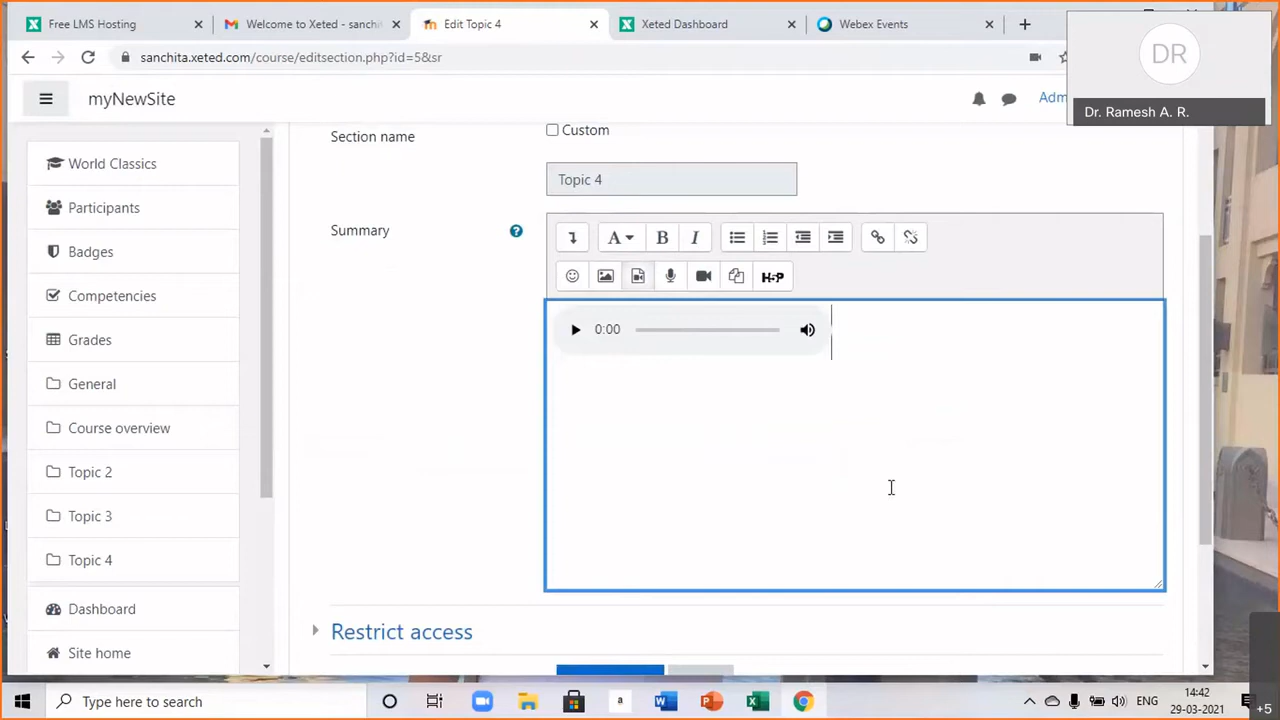 Free LMS Hosting
Welcome to Xeted - sanchit
Edit Topic 4
Xeted Dashboard
Webex Events
sanchita.xeted.com/course/editsection.php?id=5&sr
DR
Dr. Ramesh A. R.
myNewSite
Adm
World Classics
Participants
Badges
Competencies
Grades
General
Course overview
Topic 2
Topic 3
Topic 4
Dashboard
Site home
Section name
Custom
Topic 4
Summary
?
A B I
H5P
0:00
Restrict access
Type here to search
a
W
P
X
ENG
14:42
29-03-2021
+5